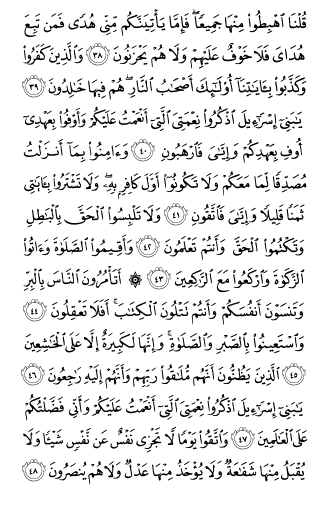 قُلْنَا ٱهْبِطُوا۟ مِنْهَا جَمِيعًا ۖ فَإِمَّا يَأْتِيَنَّكُم مِّنِّى هُدًى فَمَن تَبِعَ
هُدَاىَ فَلَا خَوْفٌ عَلَيْهِمْ وَلَا هُمْ يَحْزَنُونَ ٣٨ وَٱلَّذِينَ كَفَرُوا۟
وَكَذَّبُوا۟ بِـَٔايَـٰتِنَآ أُو۟لَـٰٓئِكَ أَصْحَـٰبُ ٱلنَّارِ ۖ هُمْ فِيهَا خَـٰلِدُونَ ٣٩
يَـٰبَنِىٓ إِسْرَٰٓءِيلَ ٱذْكُرُوا۟ نِعْمَتِىَ ٱلَّتِىٓ أَنْعَمْتُ عَلَيْكُمْ وَأَوْفُوا۟ بِعَهْدِىٓ
أُوفِ بِعَهْدِكُمْ وَإِيَّـٰىَ فَٱرْهَبُونِ ٤٠ وَءَامِنُوا۟ بِمَآ أَنزَلْتُ
مُصَدِّقًا لِّمَا مَعَكُمْ وَلَا تَكُونُوٓا۟ أَوَّلَ كَافِرٍۭ بِهِۦ ۖ وَلَا تَشْتَرُوا۟ بِـَٔايَـٰتِى
ثَمَنًا قَلِيلًا وَإِيَّـٰىَ فَٱتَّقُونِ ٤١ وَلَا تَلْبِسُوا۟ ٱلْحَقَّ بِٱلْبَـٰطِلِ
وَتَكْتُمُوا۟ ٱلْحَقَّ وَأَنتُمْ تَعْلَمُونَ ٤٢ وَأَقِيمُوا۟ ٱلصَّلَوٰةَ وَءَاتُوا۟
ٱلزَّكَوٰةَ وَٱرْكَعُوا۟ مَعَ ٱلرَّٰكِعِينَ ٤٣ ۞ أَتَأْمُرُونَ ٱلنَّاسَ بِٱلْبِرِّ
وَتَنسَوْنَ أَنفُسَكُمْ وَأَنتُمْ تَتْلُونَ ٱلْكِتَـٰبَ ۚ أَفَلَا تَعْقِلُونَ ٤٤
وَٱسْتَعِينُوا۟ بِٱلصَّبْرِ وَٱلصَّلَوٰةِ ۚ وَإِنَّهَا لَكَبِيرَةٌ إِلَّا عَلَى ٱلْخَـٰشِعِينَ
٤٥ ٱلَّذِينَ يَظُنُّونَ أَنَّهُم مُّلَـٰقُوا۟ رَبِّهِمْ وَأَنَّهُمْ إِلَيْهِ رَٰجِعُونَ ٤٦
يَـٰبَنِىٓ إِسْرَٰٓءِيلَ ٱذْكُرُوا۟ نِعْمَتِىَ ٱلَّتِىٓ أَنْعَمْتُ عَلَيْكُمْ وَأَنِّى فَضَّلْتُكُمْ
عَلَى ٱلْعَـٰلَمِينَ ٤٧ وَٱتَّقُوا۟ يَوْمًا لَّا تَجْزِى نَفْسٌ عَن نَّفْسٍ شَيْـًٔا وَلَا
يُقْبَلُ مِنْهَا شَفَـٰعَةٌ وَلَا يُؤْخَذُ مِنْهَا عَدْلٌ وَلَا هُمْ يُنصَرُونَ ٤٨